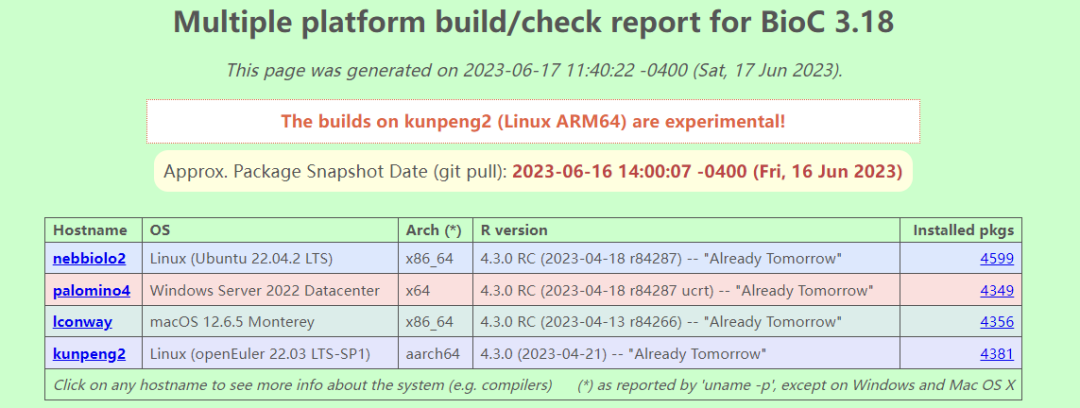 Multiple platform build/check report for BioC 3.18
This page was generated on 2023-06-17 11:40:22 -0400 (Sat, 17 Jun 2023).
The builds on kunpeng2 (Linux ARM64) are experimental!
Approx. Package Snapshot Date (git pull): 2023-06-16 14:00:07 -0400 (Fri, 16 Jun 2023)
Hostname OS Arch (*) R version Installed pkgs
nebbiolo2 Linux (Ubuntu 22.04.2 LTS) x86_64 4.3.0 RC (2023-04-18 r84287) -- "Already Tomorrow" 4599
palomino4 Windows Server 2022 Datacenter x64 4.3.0 RC (2023-04-18 r84287 ucrt) -- "Already Tomorrow" 4349
lconway macOS 12.6.5 Monterey x86_64 4.3.0 RC (2023-04-13 r84266) -- "Already Tomorrow" 4356
kunpeng2 Linux (openEuler 22.03 LTS-SP1) aarch64 4.3.0 (2023-04-21) -- "Already Tomorrow" 4381
Click on any hostname to see more info about the system (e.g. compilers) (*) as reported by 'uname -p', except on Windows and Mac OS X